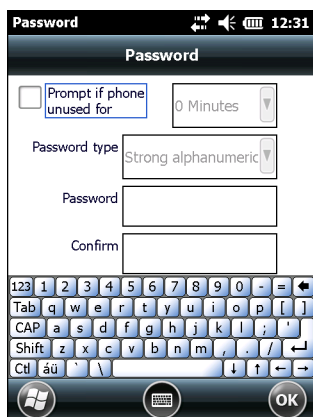 Password 12:31
Password
Prompt if phone
unused for
0 Minutes
Password type
Strong alphanumeric
Password
Confirm
123 1 2 3 4 5 6 7 8 9 0 - =
Tab q w e r t y u i o p [ ]
CAP a s d f g h j k l ; '
Shift z x c v b n m , . /
Ctl áü ` \
OK